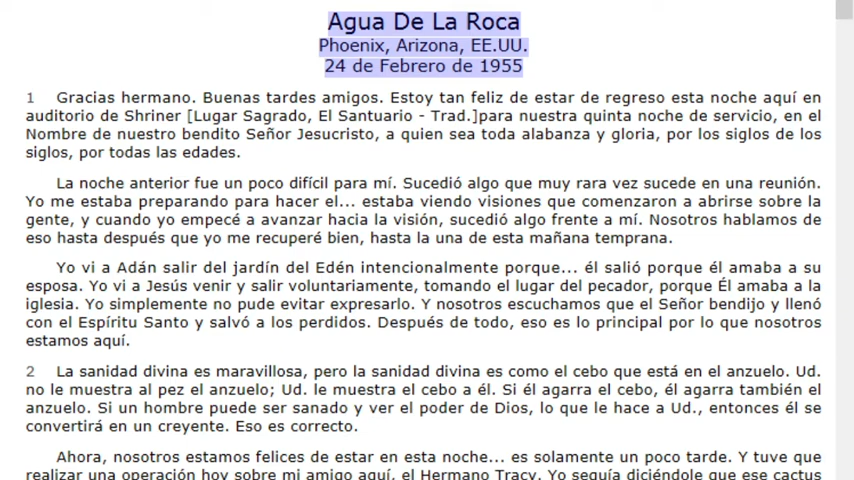 Agua De La Roca
Phoenix, Arizona, EE.UU.
24 de Febrero de 1955
1 Gracias hermano. Buenas tardes amigos. Estoy tan feliz de estar de regreso esta noche aquí en
auditorio de Shriner [Lugar Sagrado, El Santuario - Trad.]para nuestra quinta noche de servicio, en el
Nombre de nuestro bendito Señor Jesucristo, a quien sea toda alabanza y gloria, por los siglos de los
siglos, por todas las edades.
La noche anterior fue un poco difícil para mí. Sucedió algo que muy rara vez sucede en una reunión.
Yo me estaba preparando para hacer el... estaba viendo visiones que comenzaron a abrirse sobre la
gente, y cuando yo empecé a avanzar hacia la visión, sucedió algo frente a mí. Nosotros hablamos de
eso hasta después que yo me recuperé bien, hasta la una de esta mañana temprana.
Yo vi a Adán salir del jardín del Edén intencionalmente porque... él salió porque él amaba a su
esposa. Yo vi a Jesús venir y salir voluntariamente, tomando el lugar del pecador, porque Él amaba a la
iglesia. Yo simplemente no pude evitar expresarlo. Y nosotros escuchamos que el Señor bendijo y llenó
con el Espíritu Santo y salvó a los perdidos. Después de todo, eso es lo principal por lo que nosotros
estamos aquí.
2 La sanidad divina es maravillosa, pero la sanidad divina es como el cebo que está en el anzuelo. Ud.
no le muestra al pez el anzuelo; Ud. le muestra el cebo a él. Si él agarra el cebo, él agarra también el
anzuelo. Si un hombre puede ser sanado y ver el poder de Dios, lo que le hace a Ud., entonces él se
convertirá en un creyente. Eso es correcto.
Ahora, nosotros estamos felices de estar en esta noche... es solamente un poco tarde. Y tuve que
realizar una operación hoy sobre mi amigo aquí, el Hermano Tracy. Yo seguía diciéndole que ese cactus